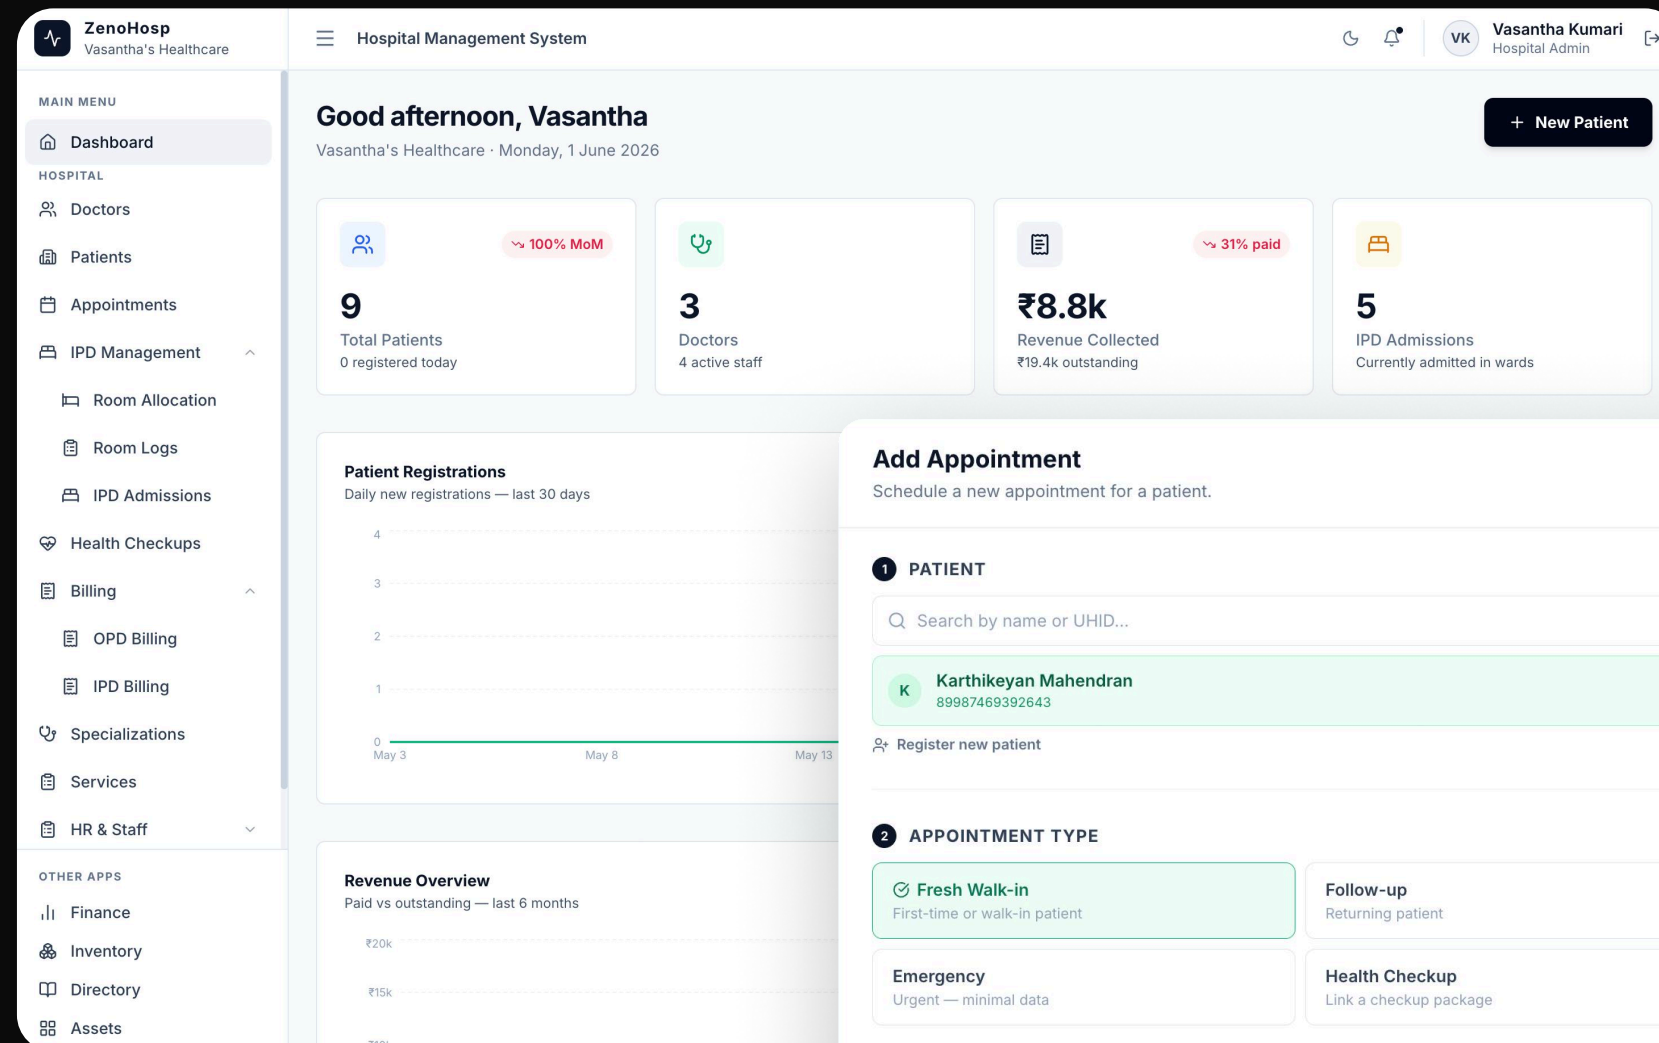 ZenoHosp
Vasantha's Healthcare
Hospital Management System
VK
Vasantha Kumari
Hospital Admin
MAIN MENU
Dashboard
HOSPITAL
Doctors
Patients
Appointments
IPD Management
Room Allocation
Room Logs
IPD Admissions
Health Checkups
Billing
OPD Billing
IPD Billing
Specializations
Services
HR & Staff
OTHER APPS
Finance
Inventory
Directory
Assets
Good afternoon, Vasantha
Vasantha's Healthcare · Monday, 1 June 2026
New Patient
100% MoM
9
Total Patients
0 registered today
3
Doctors
4 active staff
31% paid
₹8.8k
Revenue Collected
₹19.4k outstanding
5
IPD Admissions
Currently admitted in wards
Patient Registrations
Daily new registrations — last 30 days
4
3
2
1
0
May 3
May 8
May 13
Revenue Overview
Paid vs outstanding — last 6 months
₹20k
₹15k
Add Appointment
Schedule a new appointment for a patient.
1 PATIENT
Search by name or UHID...
K
Karthikeyan Mahendran
89987469392643
Register new patient
2 APPOINTMENT TYPE
Fresh Walk-in
First-time or walk-in patient
Follow-up
Returning patient
Emergency
Urgent — minimal data
Health Checkup
Link a checkup package